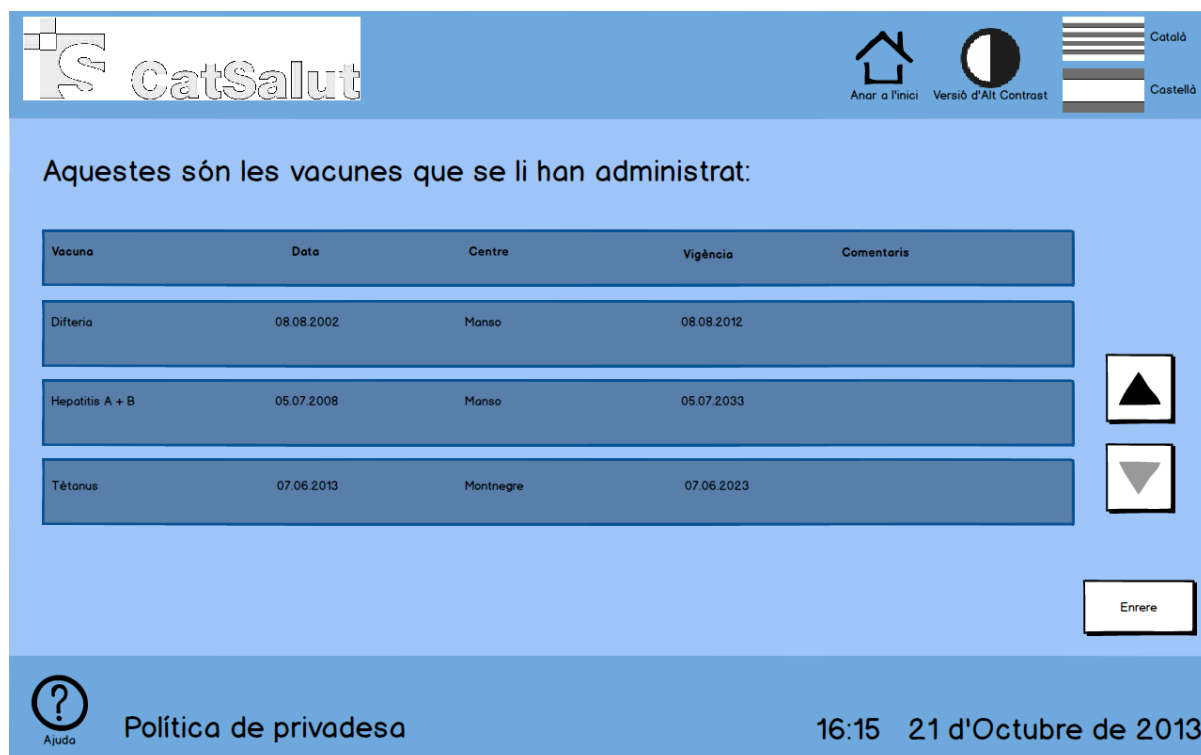 CatSalut
Anar a l'inici
Versió d'Alt Contrast
Català
Castellà
Aquestes són les vacunes que se li han administrat:
Vacuna Data Centre Vigència Comentaris
Difteria 08.08.2002 Manso 08.08.2012
Hepatitis A + B 05.07.2008 Manso 05.07.2033
Tètanus 07.06.2013 Montnegre 07.06.2023
Enrere
Ajuda
Política de privadesa
16:15 21 d'Octubre de 2013